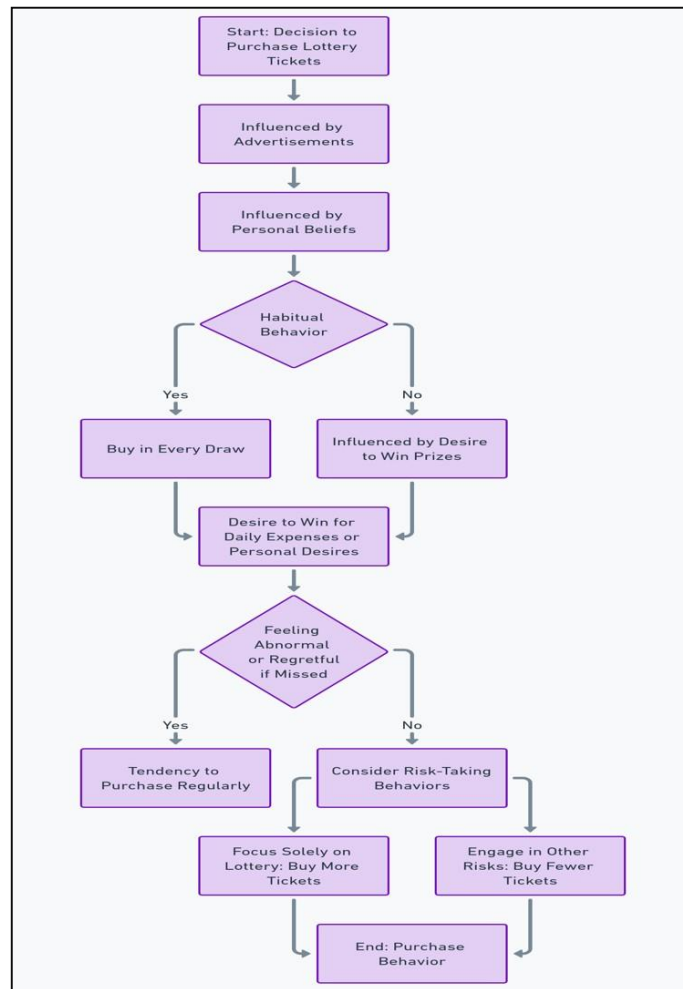 Start: Decision to
Purchase Lottery
Tickets
Influenced by
Advertisements
Influenced by
Personal Beliefs
Habitual
Behavior
Yes
No
Buy in Every Draw
Influenced by Desire
to Win Prizes
Desire to Win for
Daily Expenses or
Personal Desires
Feeling
Abnormal
or Regretful
if Missed
Yes
No
Tendency to
Purchase Regularly
Consider Risk-Taking
Behaviors
Focus Solely on
Lottery: Buy More
Tickets
Engage in Other
Risks: Buy Fewer
Tickets
End: Purchase
Behavior